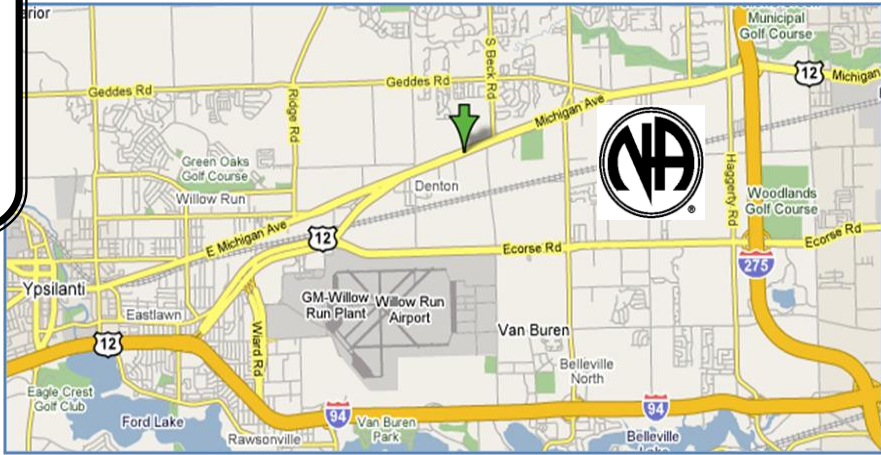 erior
Municipal
Golf Course
12
Michigan
Geddes Rd
Geddes Rd
S Beck Rd
Ridge Rd
Michigan Ave
NA
®
Green Oaks
Golf Course
Willow Run
Denton
Haggerty Rd
Woodlands
Golf Course
E Michigan Ave
12
Ecorse Rd
Ecorse Rd
275
Ypsilanti
GM-Willow
Run Plant
Willow Run
Airport
Eastlawn
Wiard Rd
Van Buren
12
Belleville
North
Eagle Crest
Golf Club
Ford Lake
94
Van Buren
Park
94
Rawsonville
Belleville
Lake